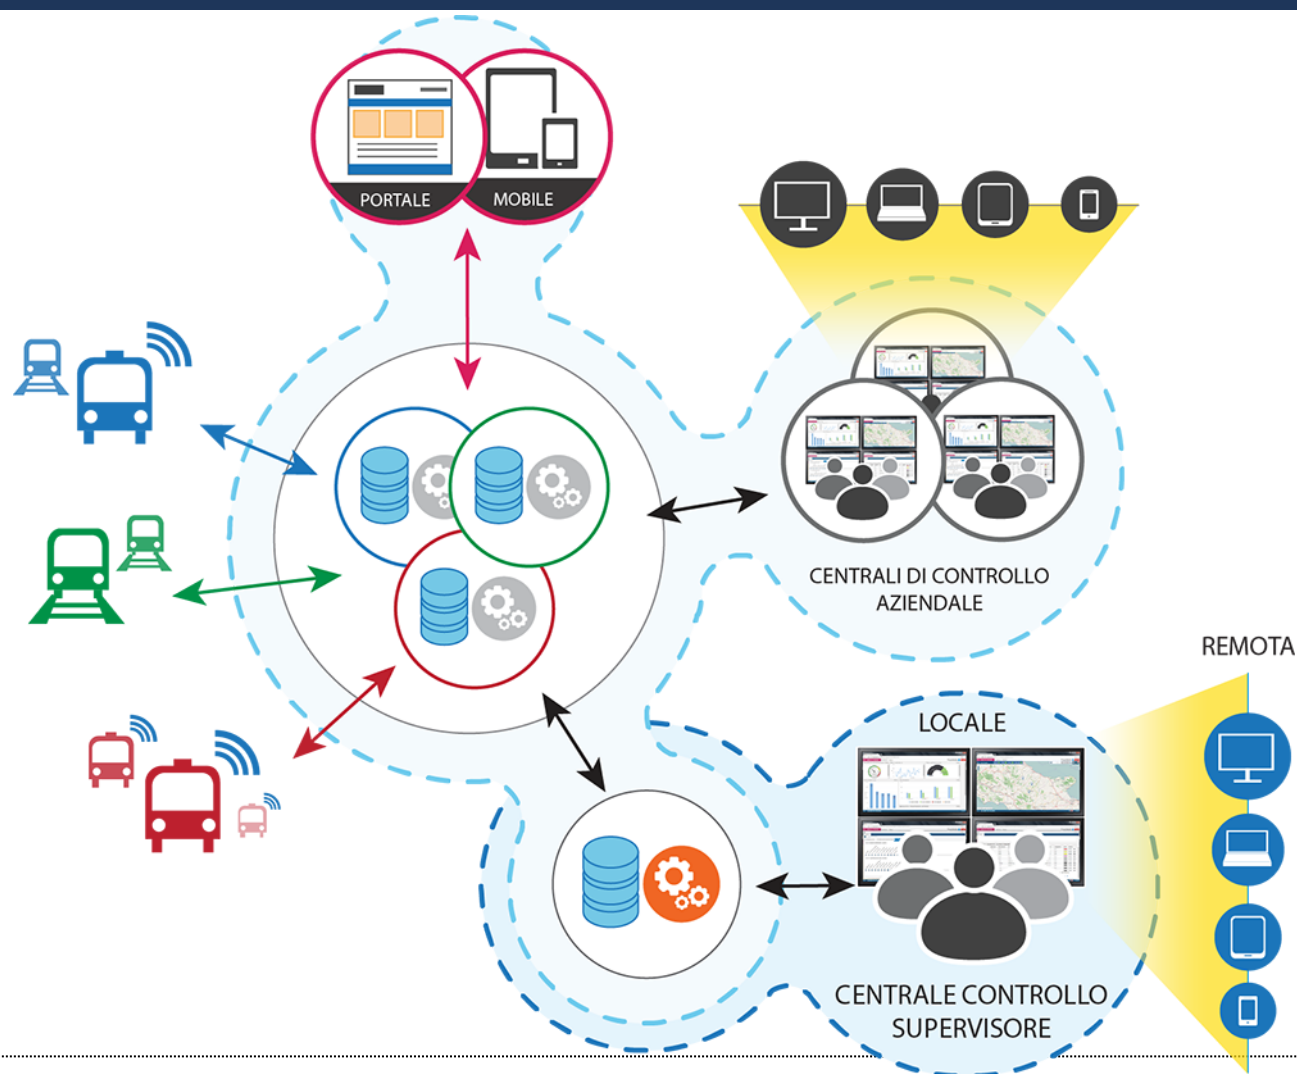 PORTALE
MOBILE
CENTRALI DI CONTROLLO
AZIENDALE
REMOTA
LOCALE
CENTRALE CONTROLLO
SUPERVISORE